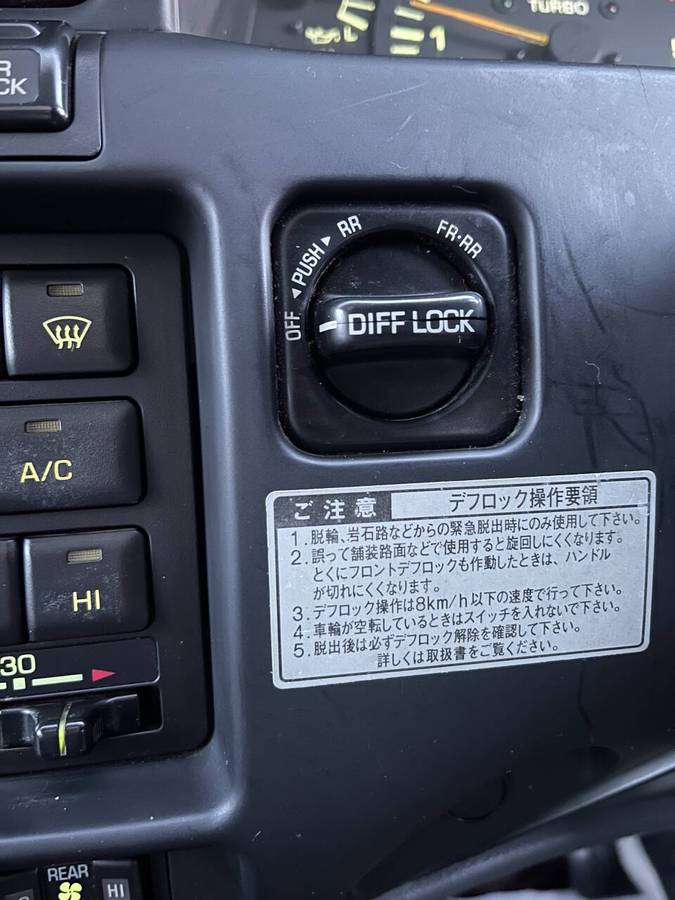 TURBO
1
RR
FR·RR
◄PUSH►
OFF
DIFF LOCK
A/C
HI
30
ご注意 デフロック操作要領
1. 脱輪、岩石路などからの緊急脱出時にのみ使用して下さい。
2. 誤って舗装路面などで使用すると旋回しにくくなります。
とくにフロントデフロックも作動したときは、ハンドル
が切れにくくなります。
3. デフロック操作は8km/h以下の速度で行って下さい。
4. 車輪が空転しているときはスイッチを入れないで下さい。
5. 脱出後は必ずデフロック解除を確認して下さい。
詳しくは取扱書をご覧ください。
REAR
HI